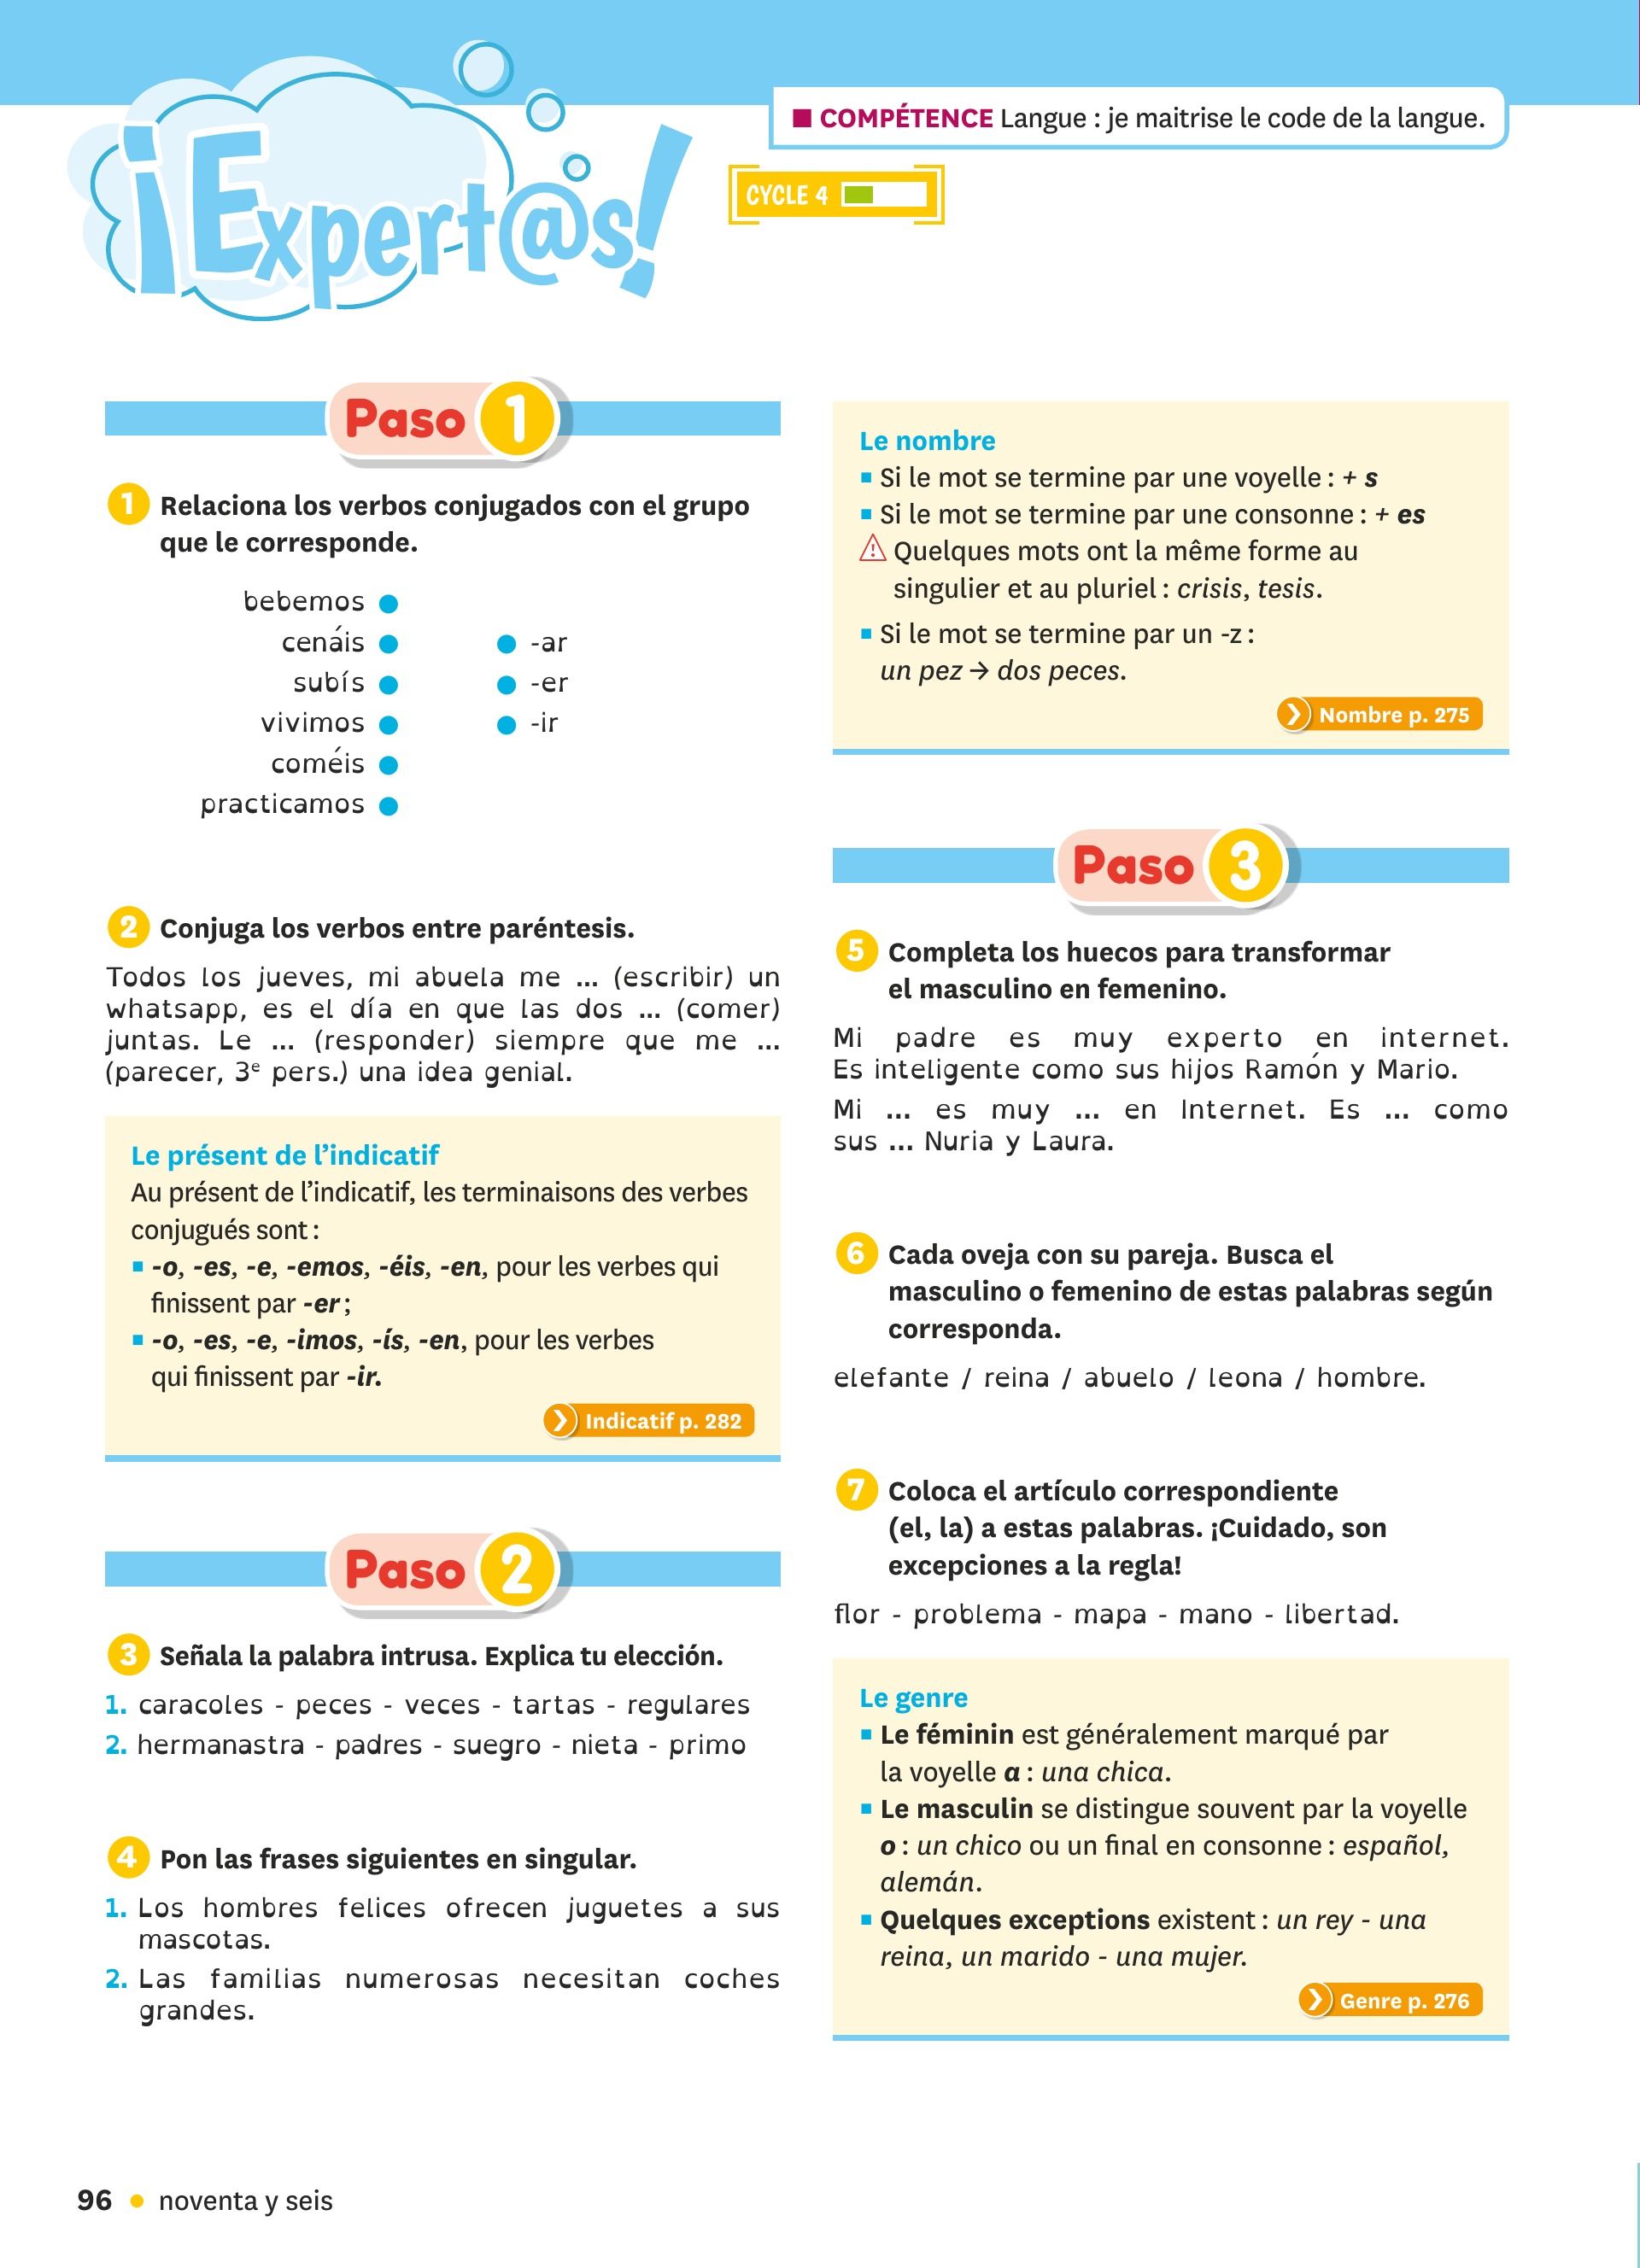 ■ COMPÉTENCE Langue : je maitrise le code de la langue.
¡Expert@s!
CYCLE 4
Paso 1
1 Relaciona los verbos conjugados con el grupo
que le corresponde.
bebemos
cenáis
subís
vivimos
coméis
practicamos
-ar
-er
-ir
2 Conjuga los verbos entre paréntesis.
Todos los jueves, mi abuela me ... (escribir) un
whatsapp, es el día en que las dos ... (comer)
juntas. Le ... (responder) siempre que me ...
(parecer, 3e pers.) una idea genial.
Le présent de l'indicatif
Au présent de l'indicatif, les terminaisons des verbes
conjugués sont :
■ -o, -es, -e, -emos, -éis, -en, pour les verbes qui
finissent par -er ;
■ -o, -es, -e, -imos, -ís, -en, pour les verbes
qui finissent par -ir.
Indicatif p. 282
Paso 2
3 Señala la palabra intrusa. Explica tu elección.
1. caracoles - peces - veces - tartas - regulares
2. hermanastra - padres - suegro - nieta - primo
4 Pon las frases siguientes en singular.
1. Los hombres felices ofrecen juguetes a sus
mascotas.
2. Las familias numerosas necesitan coches
grandes.
Le nombre
■ Si le mot se termine par une voyelle : + s
■ Si le mot se termine par une consonne : + es
⚠ Quelques mots ont la même forme au
singulier et au pluriel : crisis, tesis.
■ Si le mot se termine par un -z :
un pez → dos peces.
Nombre p. 275
Paso 3
5 Completa los huecos para transformar
el masculino en femenino.
Mi padre es muy experto en internet.
Es inteligente como sus hijos Ramón y Mario.
Mi ... es muy ... en Internet. Es ... como
sus ... Nuria y Laura.
6 Cada oveja con su pareja. Busca el
masculino o femenino de estas palabras según
corresponda.
elefante / reina / abuelo / leona / hombre.
7 Coloca el artículo correspondiente
(el, la) a estas palabras. ¡Cuidado, son
excepciones a la regla!
flor - problema - mapa - mano - libertad.
Le genre
■ Le féminin est généralement marqué par
la voyelle a : una chica.
■ Le masculin se distingue souvent par la voyelle
o : un chico ou un final en consonne : español,
alemán.
■ Quelques exceptions existent : un rey - una
reina, un marido - una mujer.
Genre p. 276
96 • noventa y seis